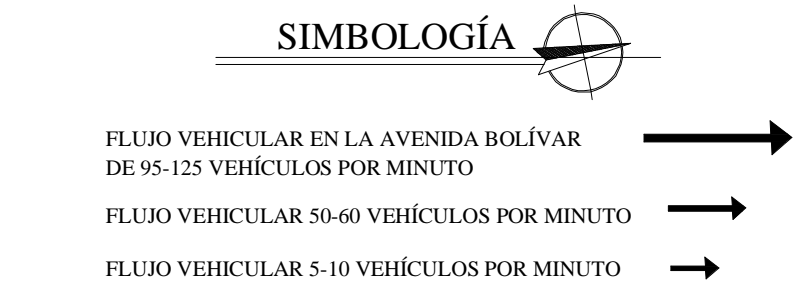 SIMBOLOGÍA
FLUJO VEHICULAR EN LA AVENIDA BOLÍVAR
DE 95-125 VEHÍCULOS POR MINUTO
FLUJO VEHICULAR 50-60 VEHÍCULOS POR MINUTO
FLUJO VEHICULAR 5-10 VEHÍCULOS POR MINUTO